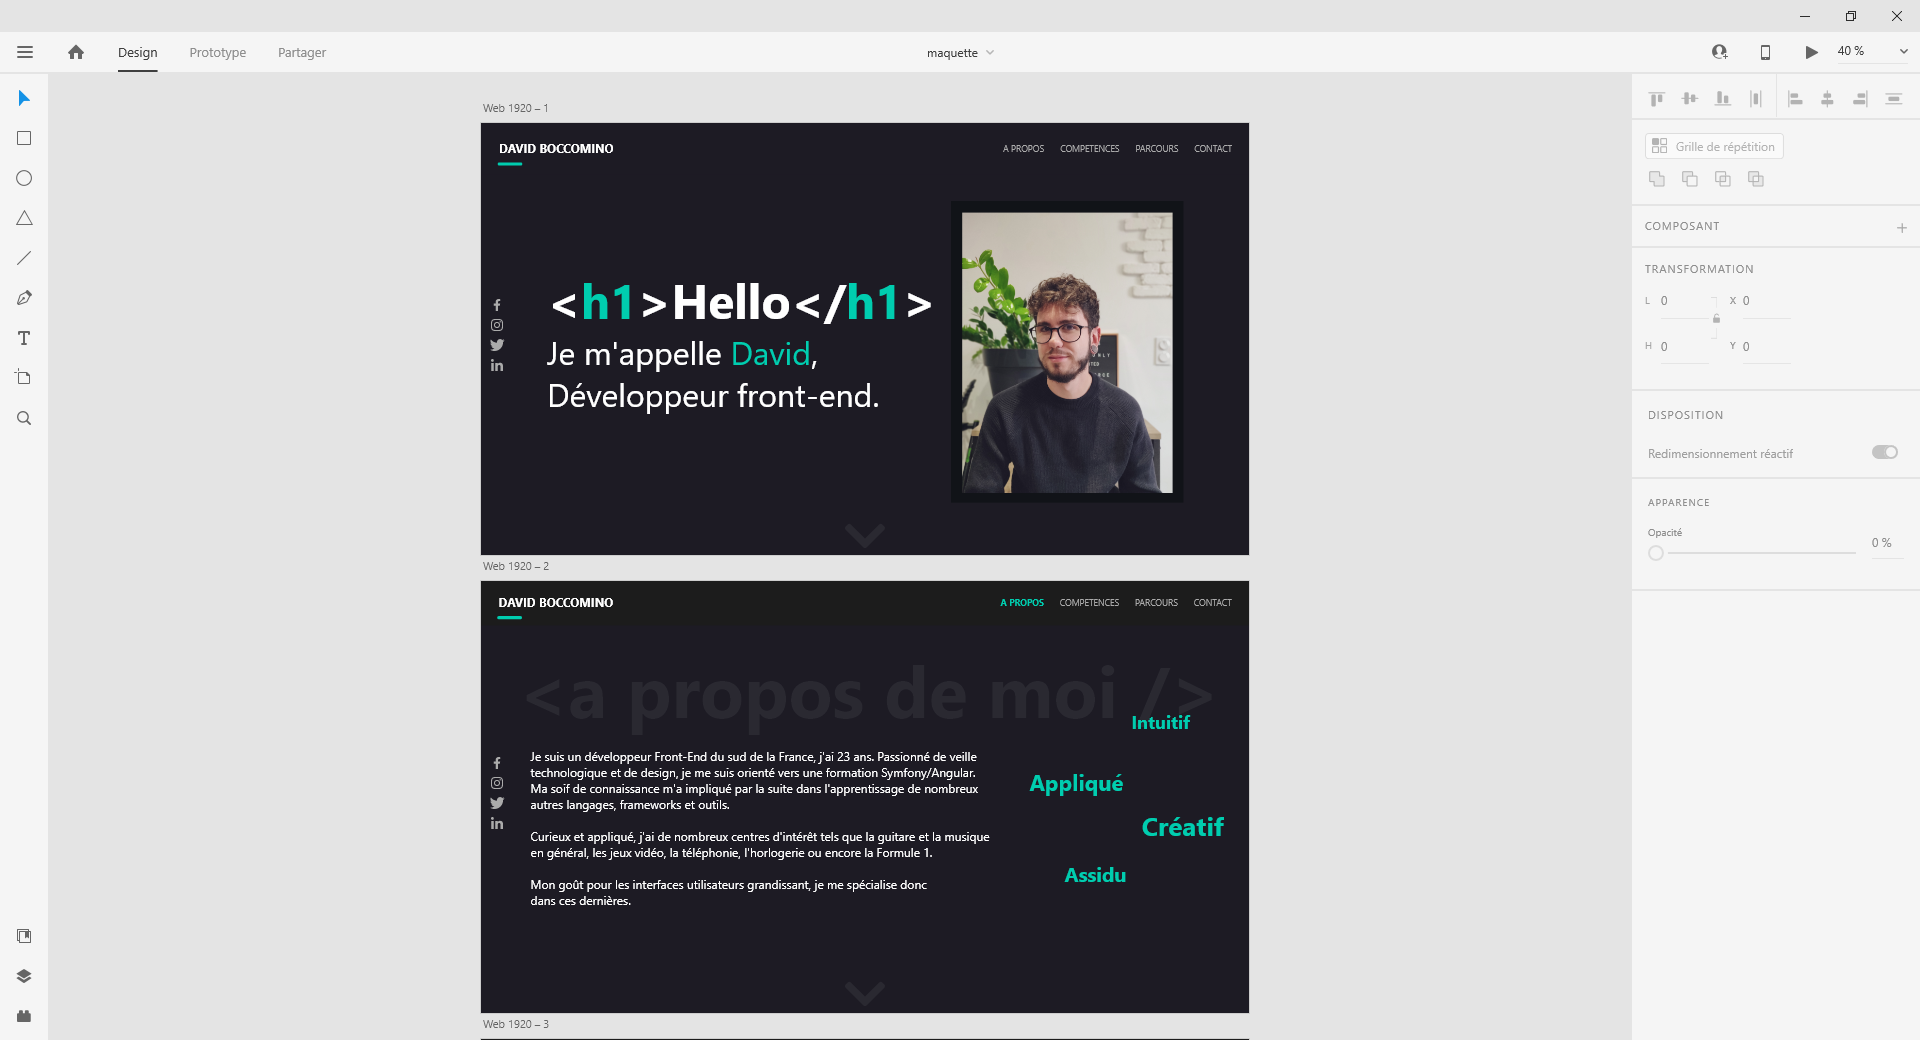 Design
Prototype
Partager
maquette
40 %
Web 1920 – 1
DAVID BOCCOMINO
A PROPOS
COMPETENCES
PARCOURS
CONTACT
<h1>Hello</h1>
Je m'appelle David,
Développeur front-end.
Web 1920 – 2
DAVID BOCCOMINO
A PROPOS
COMPETENCES
PARCOURS
CONTACT
<a propos de moi />
Je suis un développeur Front-End du sud de la France, j'ai 23 ans. Passionné de veille
technologique et de design, je me suis orienté vers une formation Symfony/Angular.
Ma soif de connaissance m'a impliqué par la suite dans l'apprentissage de nombreux
autres langages, frameworks et outils.
Curieux et appliqué, j'ai de nombreux centres d'intérêt tels que la guitare et la musique
en général, les jeux vidéo, la téléphonie, l'horlogerie ou encore la Formule 1.
Mon goût pour les interfaces utilisateurs grandissant, je me spécialise donc
dans ces dernières.
Intuitif
Appliqué
Créatif
Assidu
Web 1920 – 3
Grille de répétition
COMPOSANT
TRANSFORMATION
L 0 X 0
H 0 Y 0
DISPOSITION
Redimensionnement réactif
APPARENCE
Opacité
0 %